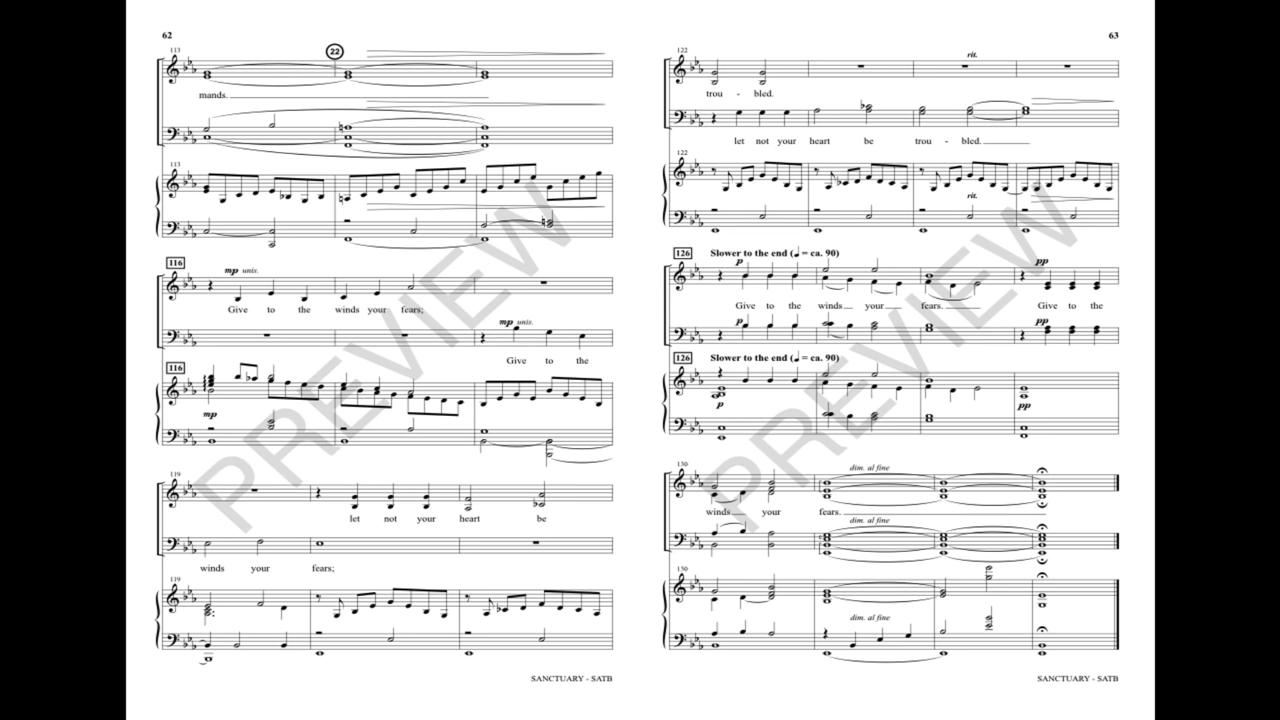 62
113
22
mands.
113
116
mp unis.
Give to the winds your fears;
mp unis.
Give to the
116
mp
119
let not your heart be
winds your fears;
119
SANCTUARY - SATB
63
122
rit.
trou - bled.
let not your heart be trou - bled.
122
rit.
126 Slower to the end (♩ = ca. 90)
p pp
Give to the winds your fears. Give to the
p pp
126 Slower to the end (♩ = ca. 90)
p pp
130
dim. al fine
winds your fears.
dim. al fine
130
dim. al fine
SANCTUARY - SATB
PREVIEW
PREVIEW